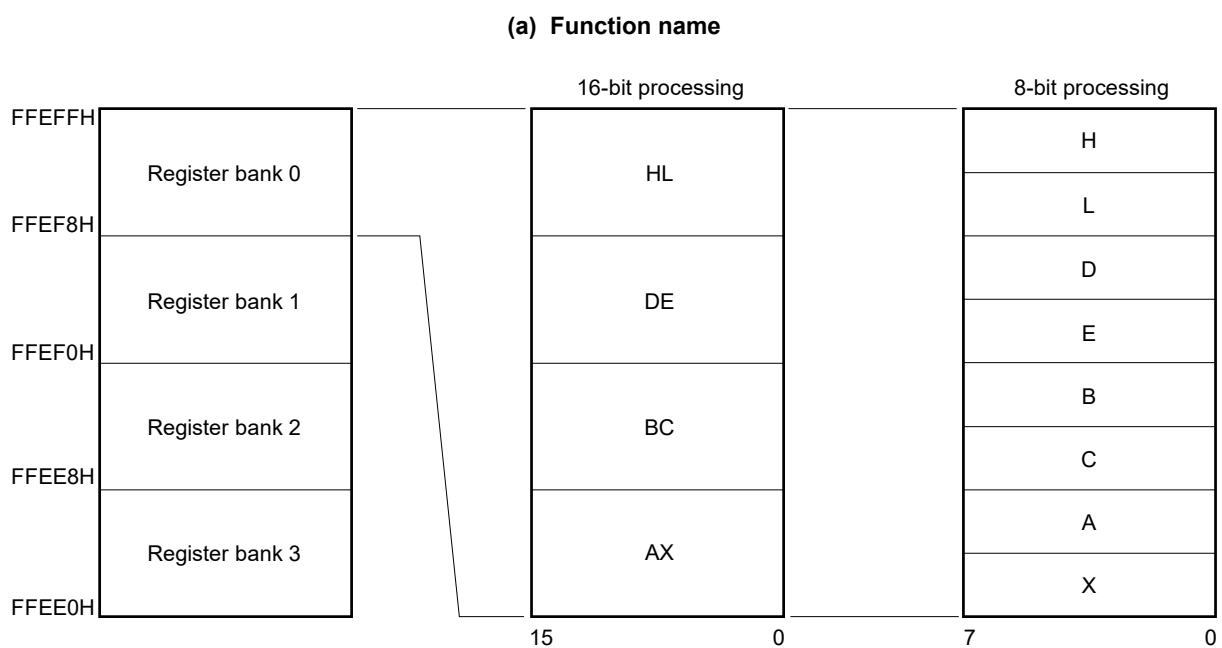 (a) Function name
16-bit processing 8-bit processing
FFEFFH
Register bank 0 HL H
L
FFEF8H
Register bank 1 DE D
E
FFEF0H
Register bank 2 BC B
C
FFEE8H
Register bank 3 AX A
X
FFEE0H
15 0 7 0